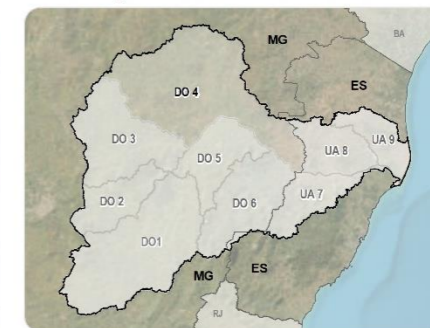 BA
MG
ES
DO 4
DO 3
DO 5
UA 8
UA 9
DO 2
DO 6
UA 7
DO1
MG
ES
RJ